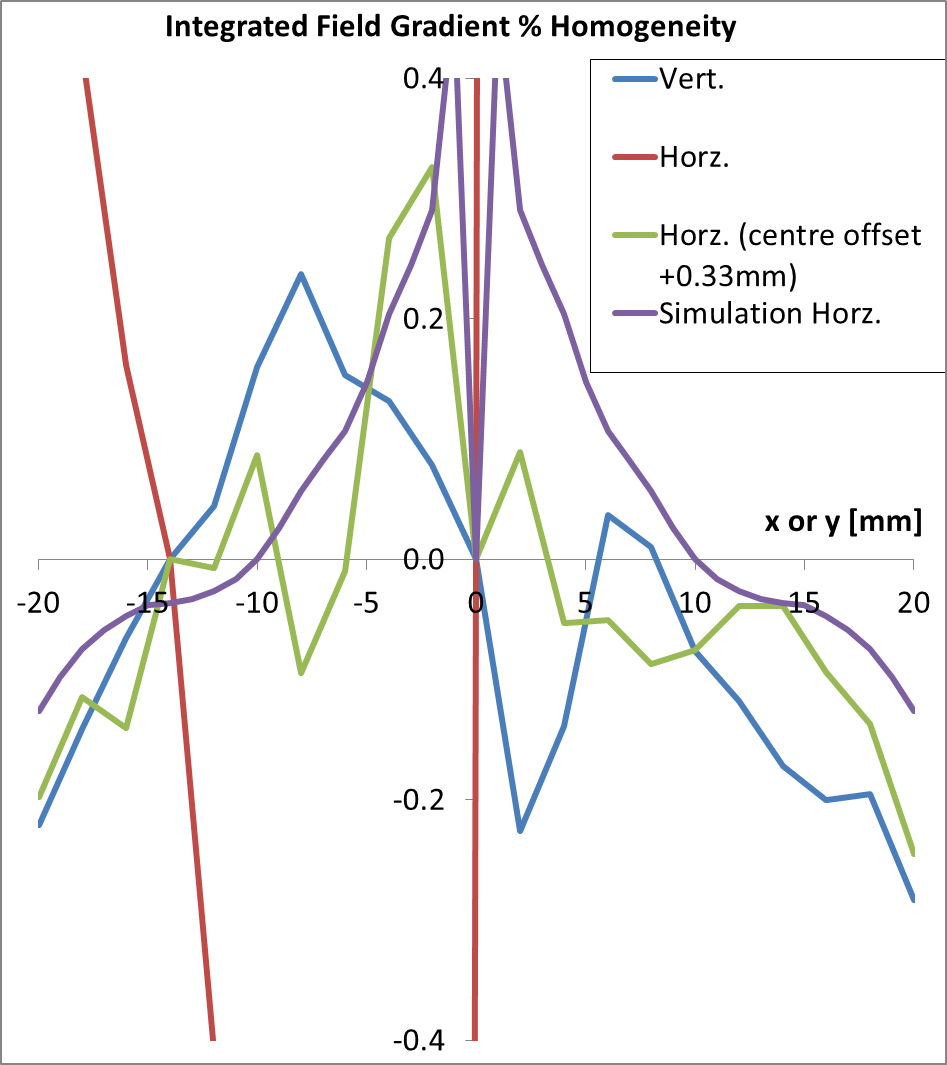 Integrated Field Gradient % Homogeneity
0.4
Vert.
Horz.
Horz. (centre offset
+0.33mm)
Simulation Horz.
0.2
x or y [mm]
0.0
-20 -15 -10 -5 0 5 10 15 20
-0.2
-0.4